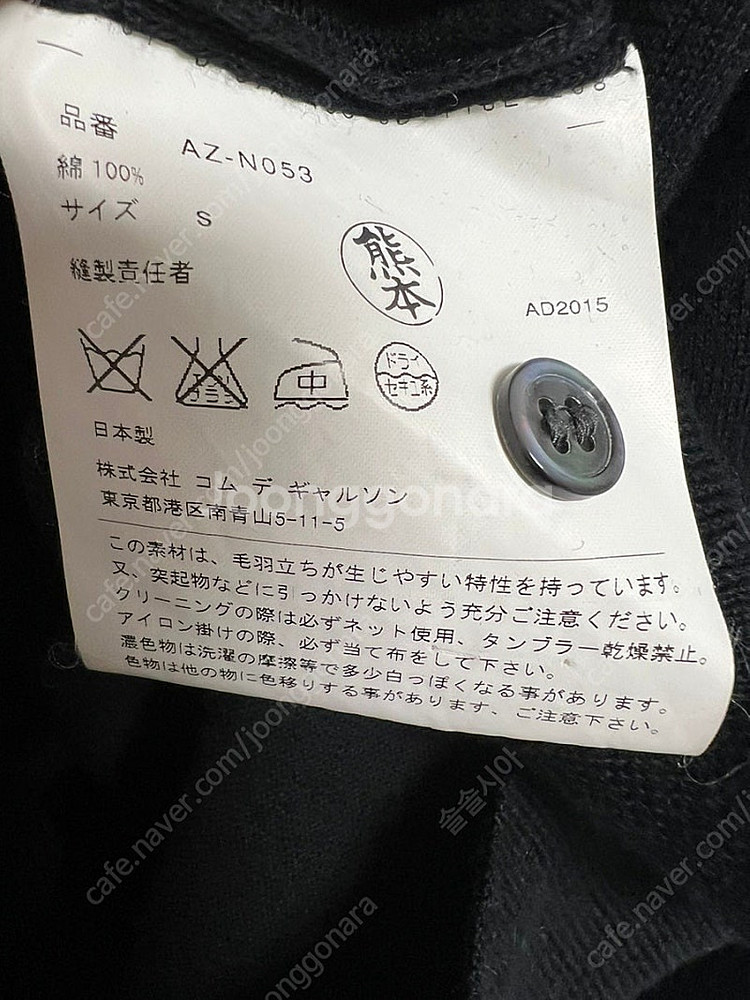 品番 AZ-N053
綿 100%
サイズ S
縫製責任者
熊本
AD2015
ドライ
セキユ系
中
日本製
株式会社 コム デ ギャルソン
東京都港区南青山5-11-5
この素材は、毛羽立ちが生じやすい特性を持っています。
又、突起物などに引っかけないよう充分ご注意ください。
クリーニングの際は必ずネット使用、タンブラー乾燥禁止。
アイロン掛けの際、必ず当て布をして下さい。
濃色物は洗濯の摩擦等で多少白っぽくなる事があります。
色物は他の物に色移りする事があります、ご注意下さい。
joonggonara
cafe.naver.com/joonggonara
솔솔시아